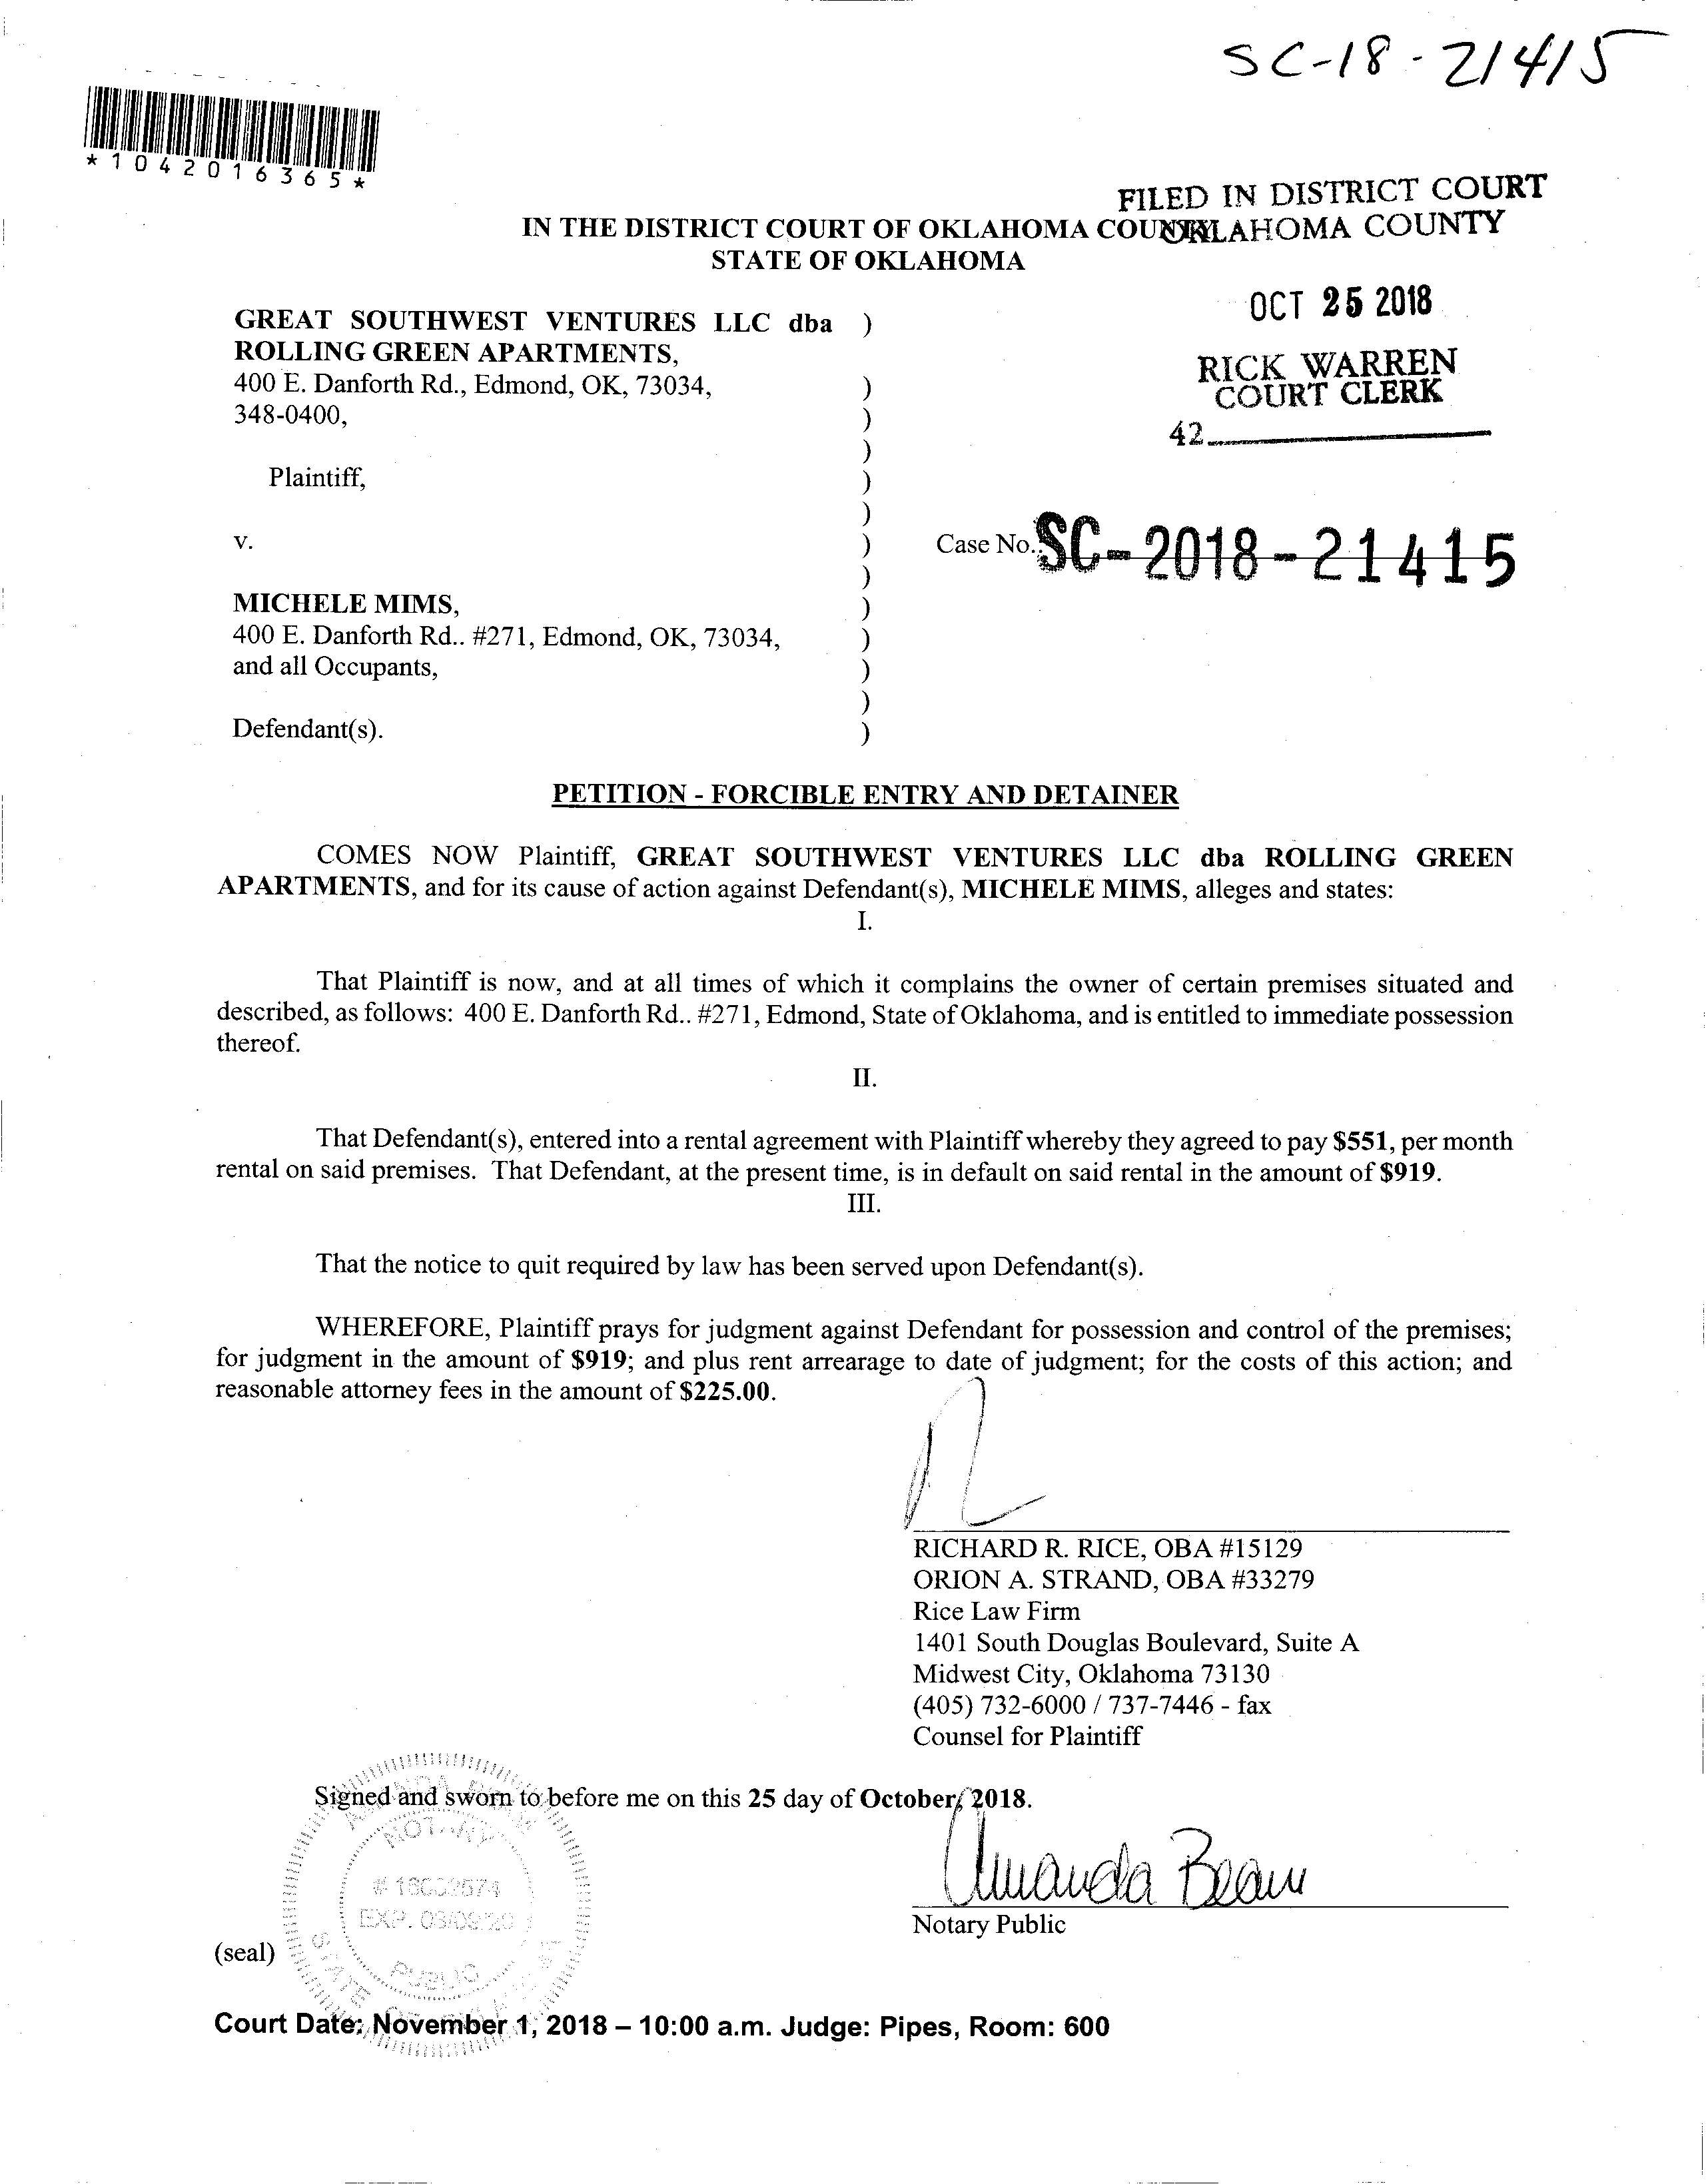 SC-18-21415
*1042016365*
FILED IN DISTRICT COURT
OKLAHOMA COUNTY
IN THE DISTRICT COURT OF OKLAHOMA COUNTY
STATE OF OKLAHOMA
OCT 25 2018
RICK WARREN
COURT CLERK
42
GREAT SOUTHWEST VENTURES LLC dba )
ROLLING GREEN APARTMENTS,
400 E. Danforth Rd., Edmond, OK, 73034, )
348-0400, )
)
Plaintiff, )
)
v. ) Case No.: SC-2018-21415
)
MICHELE MIMS, )
400 E. Danforth Rd.. #271, Edmond, OK, 73034, )
and all Occupants, )
)
Defendant(s). )
PETITION - FORCIBLE ENTRY AND DETAINER
COMES NOW Plaintiff, GREAT SOUTHWEST VENTURES LLC dba ROLLING GREEN
APARTMENTS, and for its cause of action against Defendant(s), MICHELE MIMS, alleges and states:
I.
That Plaintiff is now, and at all times of which it complains the owner of certain premises situated and
described, as follows: 400 E. Danforth Rd.. #271, Edmond, State of Oklahoma, and is entitled to immediate possession
thereof.
II.
That Defendant(s), entered into a rental agreement with Plaintiff whereby they agreed to pay $551, per month
rental on said premises. That Defendant, at the present time, is in default on said rental in the amount of $919.
III.
That the notice to quit required by law has been served upon Defendant(s).
WHEREFORE, Plaintiff prays for judgment against Defendant for possession and control of the premises;
for judgment in the amount of $919; and plus rent arrearage to date of judgment; for the costs of this action; and
reasonable attorney fees in the amount of $225.00.
RICHARD R. RICE, OBA #15129
ORION A. STRAND, OBA #33279
Rice Law Firm
1401 South Douglas Boulevard, Suite A
Midwest City, Oklahoma 73130
(405) 732-6000 / 737-7446 - fax
Counsel for Plaintiff
Signed and sworn to before me on this 25 day of October, 2018.
NOTARY
PUBLIC
STATE
Amanda Beam
Notary Public
(seal)
Court Date: November 1, 2018 – 10:00 a.m. Judge: Pipes, Room: 600